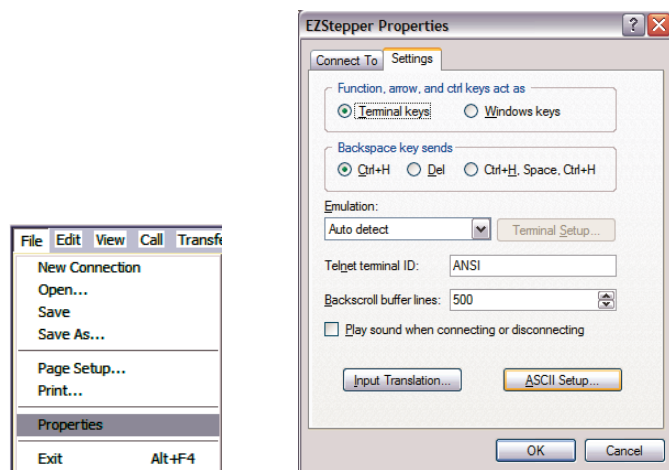 File Edit View Call
New Connection
Open...
Save
Save As...
Page Setup...
Print...
Properties
Exit Alt+F4
EZStepper Properties
Connect To Settings
Function, arrow, and ctrl keys act as
Terminal keys Windows keys
Backspace key sends
Ctrl+H Del Ctrl+H, Space, Ctrl+H
Emulation:
Auto detect Terminal Setup...
Telnet terminal ID: ANSI
Backscroll buffer lines: 500
Play sound when connecting or disconnecting
Input Translation... ASCII Setup...
OK Cancel